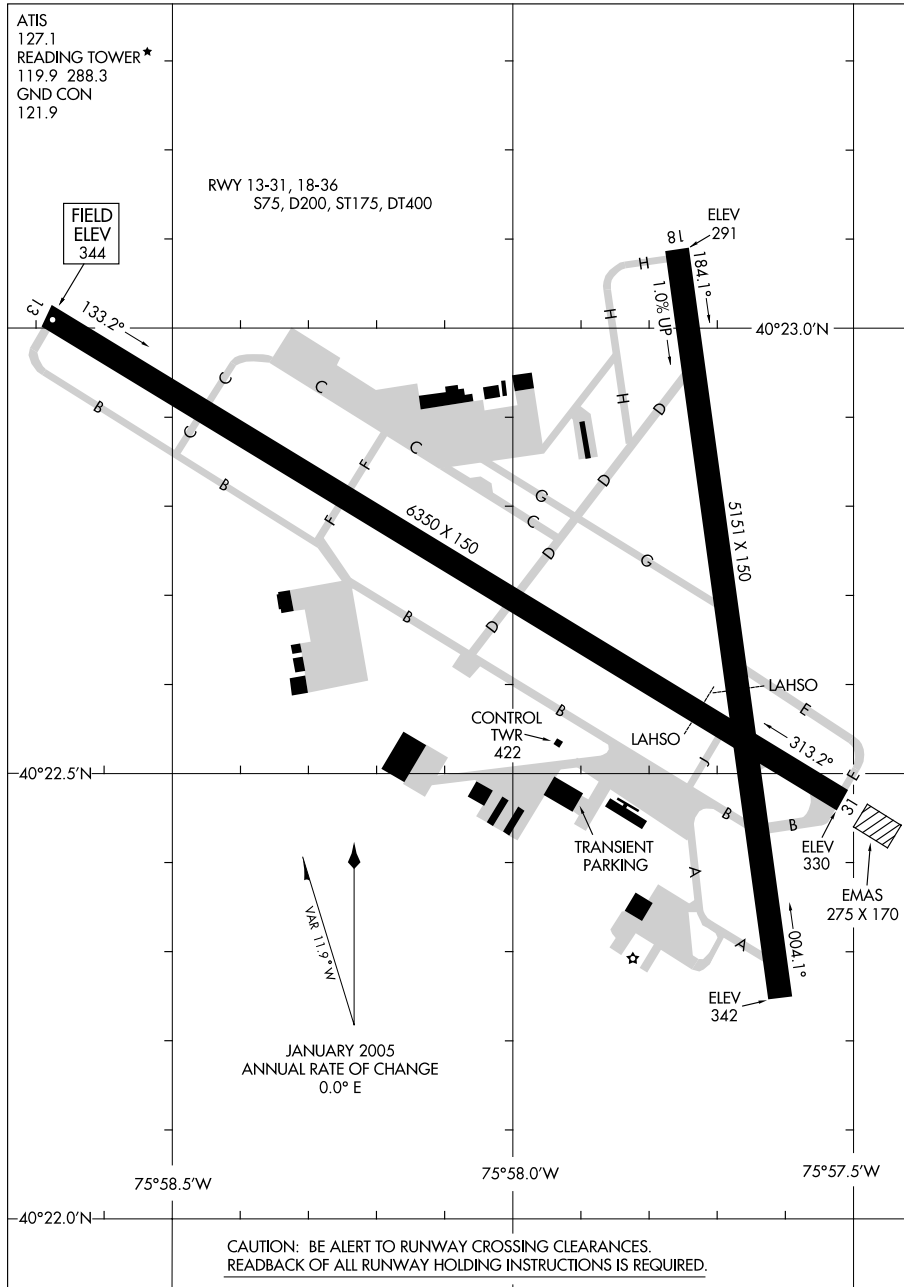 ATIS
127.1
READING TOWER★
119.9 288.3
GND CON
121.9
RWY 13-31, 18-36
S75, D200, ST175, DT400
FIELD
ELEV
344
13
133.2°
ELEV
291
18
184.1°
1.0% UP
40°23.0'N
H
H
H
C
C
C
C
C
B
B
B
B
B
B
F
F
6350 X 150
5151 X 150
D
D
D
D
G
G
E
E
J
A
A
LAHSO
LAHSO
CONTROL
TWR
422
40°22.5'N
313.2°
31
ELEV
330
EMAS
275 X 170
TRANSIENT
PARKING
004.1°
ELEV
342
VAR 11.9° W
JANUARY 2005
ANNUAL RATE OF CHANGE
0.0° E
75°58.5'W
75°58.0'W
75°57.5'W
40°22.0'N
CAUTION: BE ALERT TO RUNWAY CROSSING CLEARANCES.
READBACK OF ALL RUNWAY HOLDING INSTRUCTIONS IS REQUIRED.